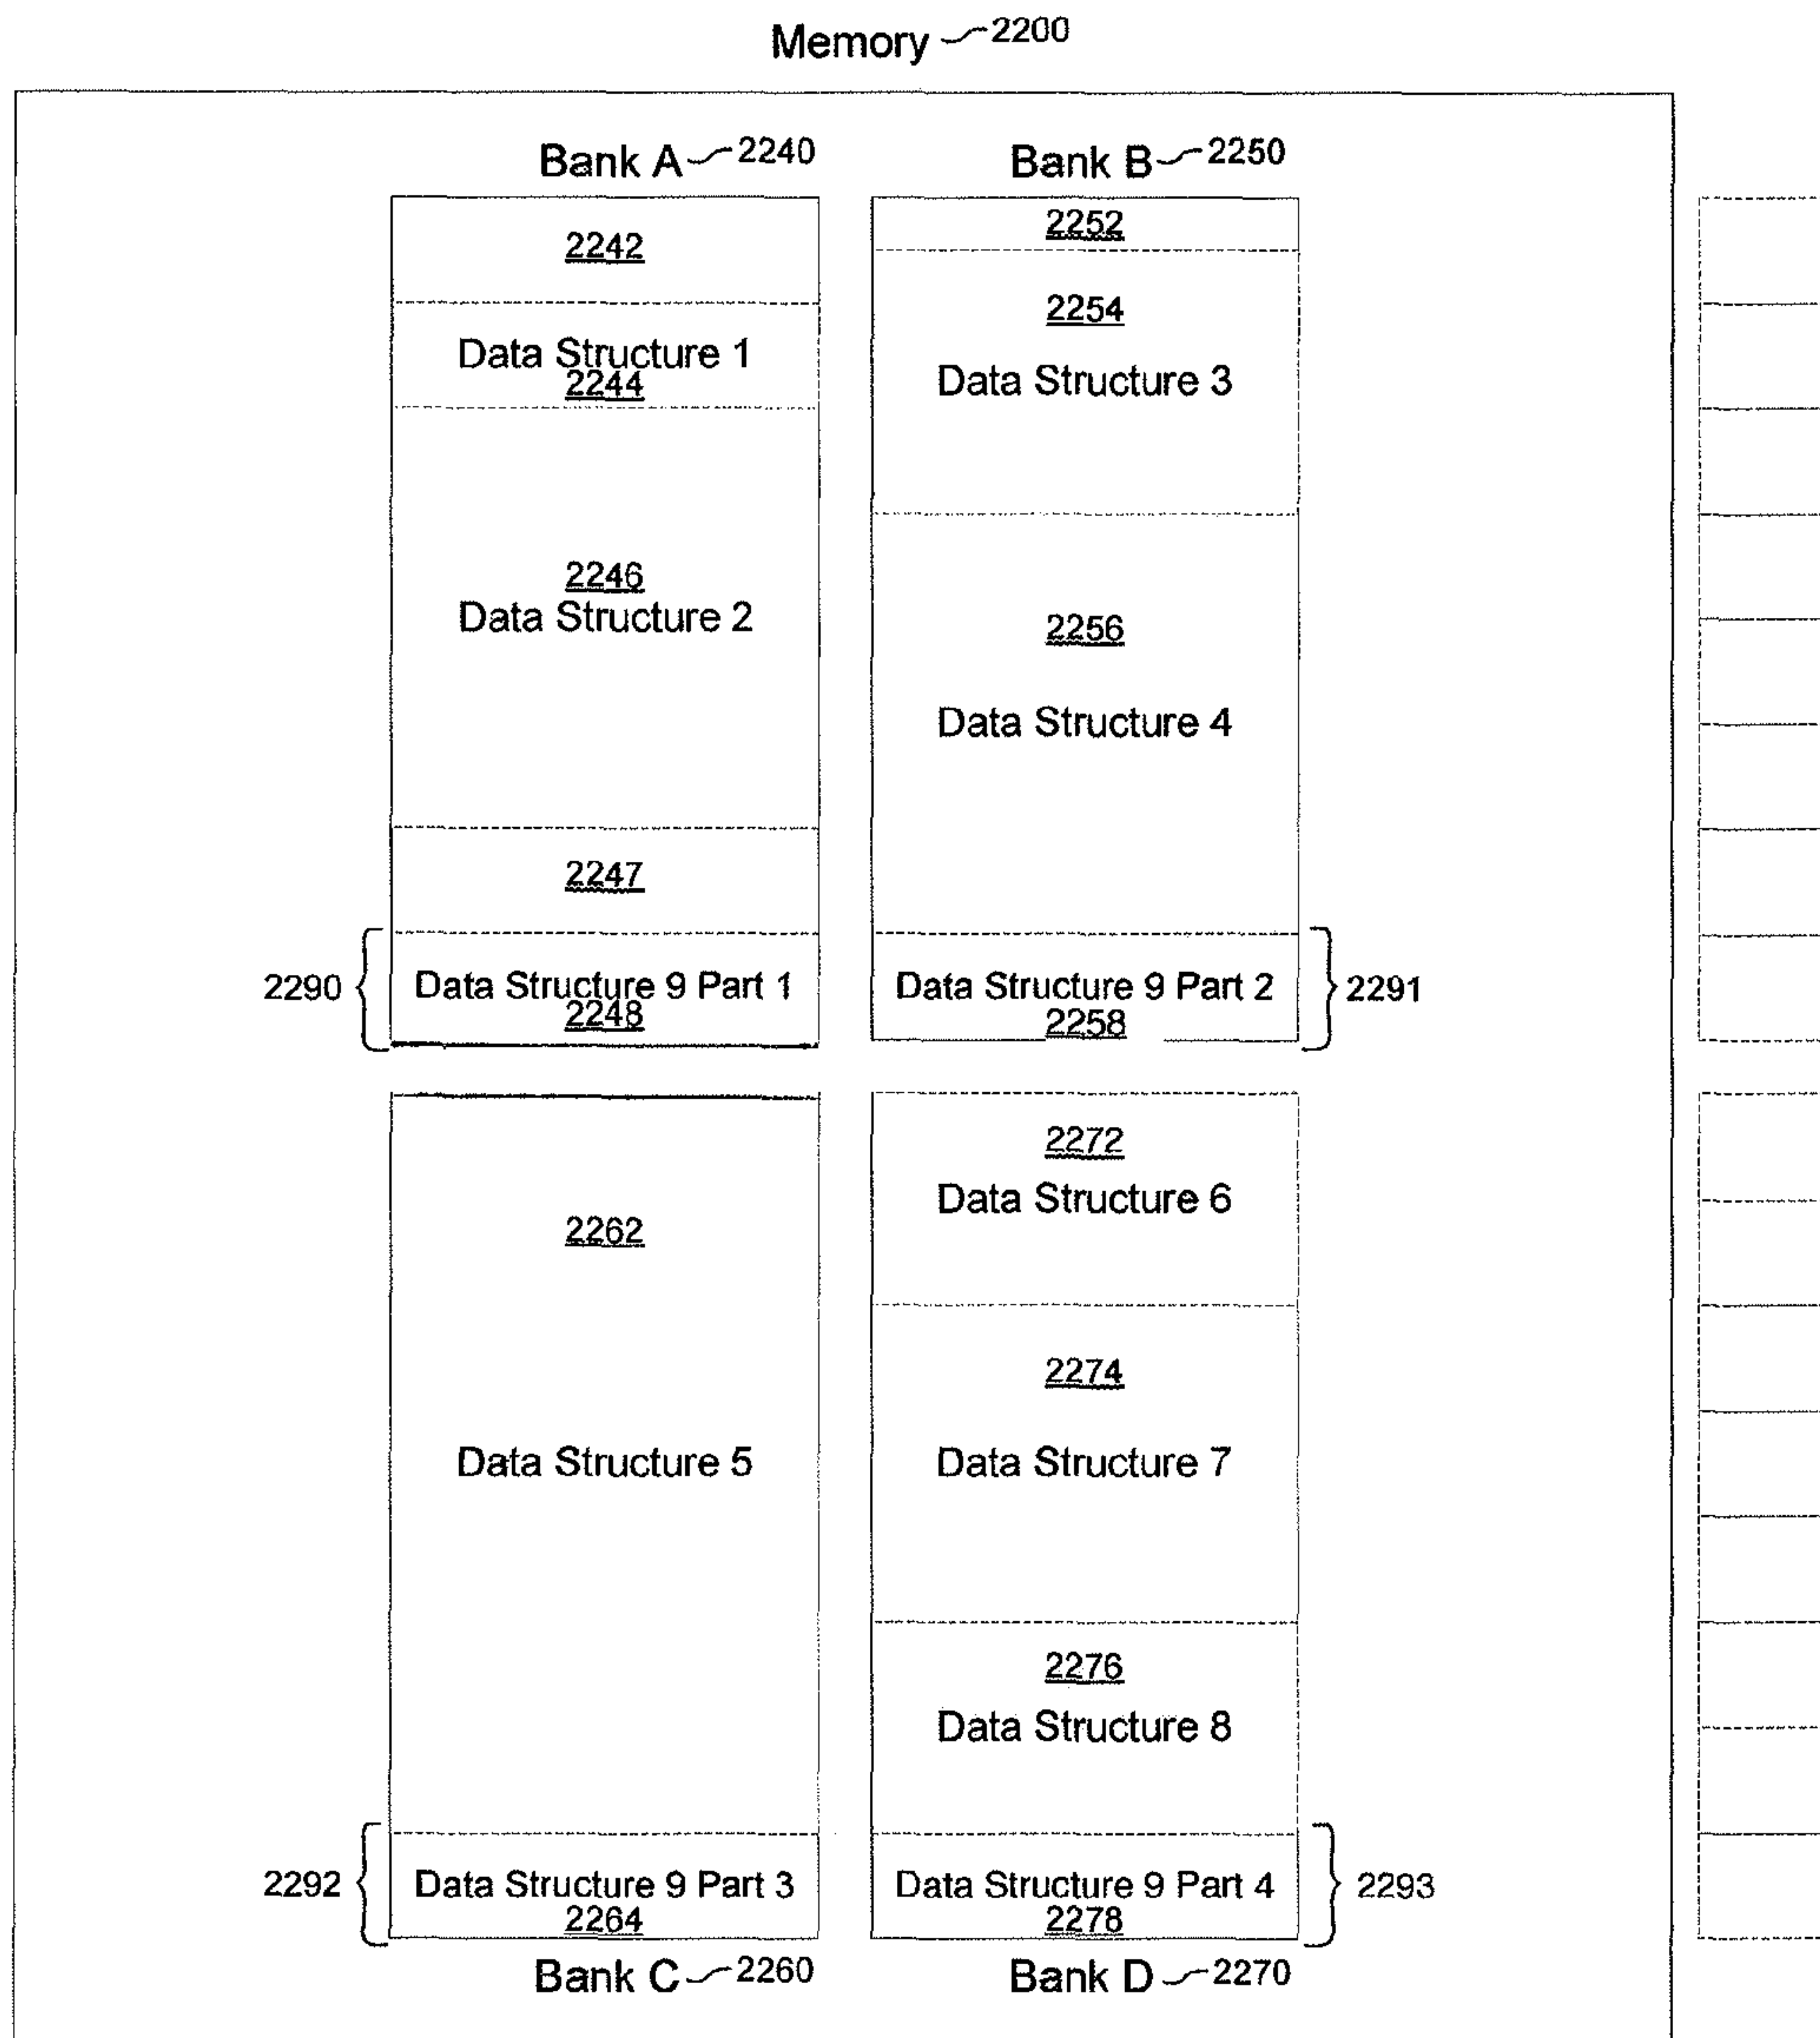 Memory 2200
Bank A 2240
2242
Data Structure 1
2244
2246
Data Structure 2
2247
2290
Data Structure 9 Part 1
2248
Bank B 2250
2252
2254
Data Structure 3
2256
Data Structure 4
Data Structure 9 Part 2
2258
2291
2262
Data Structure 5
2292
Data Structure 9 Part 3
2264
Bank C 2260
2272
Data Structure 6
2274
Data Structure 7
2276
Data Structure 8
Data Structure 9 Part 4
2278
2293
Bank D 2270